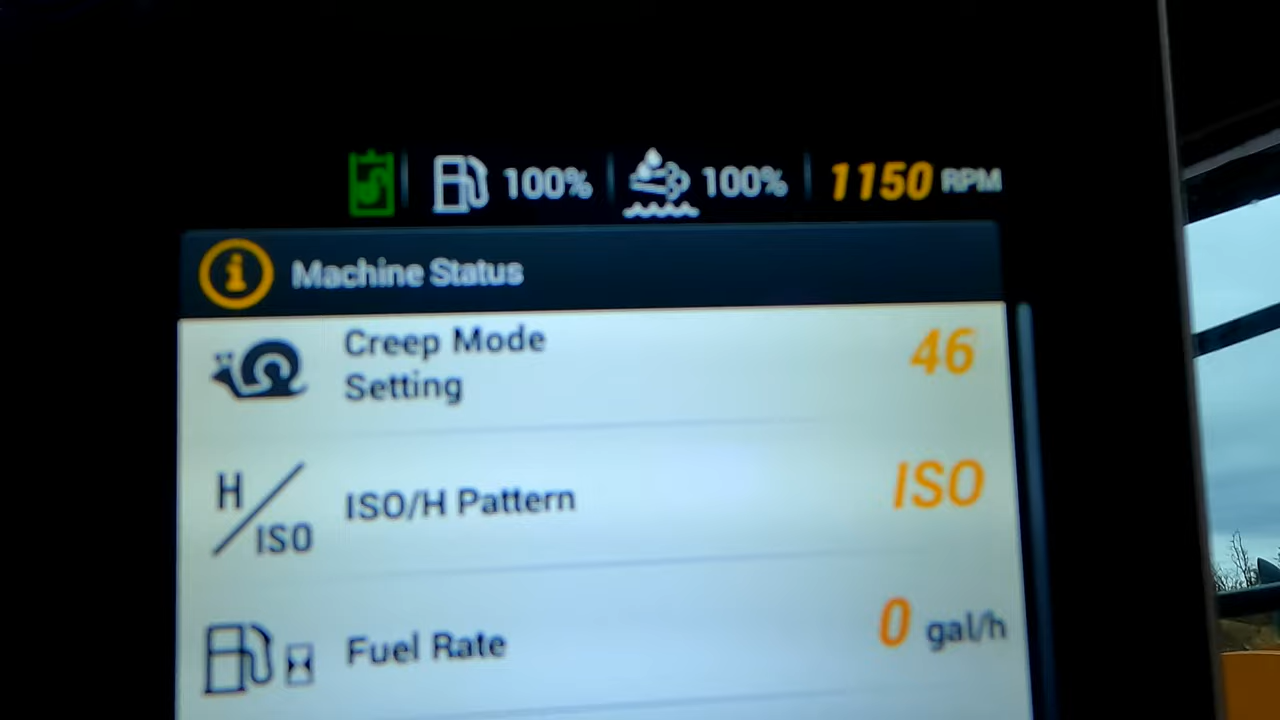 100% 100% 1150 RPM
Machine Status
Creep Mode
Setting
46
H/ISO
ISO/H Pattern
ISO
Fuel Rate
0 gal/h